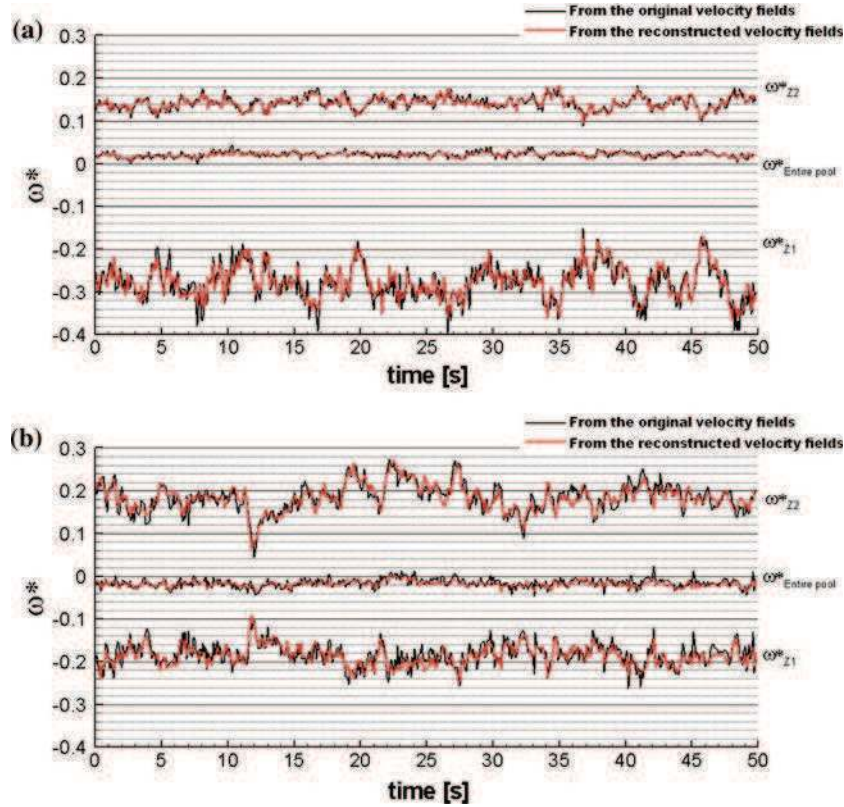 (a)
From the original velocity fields
From the reconstructed velocity fields
0.3
0.2
0.1
0
-0.1
-0.2
-0.3
-0.4
ω*
ω*Z2
ω*Entire pool
ω*Z1
0 5 10 15 20 25 30 35 40 45 50
time [s]
(b)
From the original velocity fields
From the reconstructed velocity fields
0.3
0.2
0.1
0
-0.1
-0.2
-0.3
-0.4
ω*
ω*Z2
ω*Entire pool
ω*Z1
0 5 10 15 20 25 30 35 40 45 50
time [s]